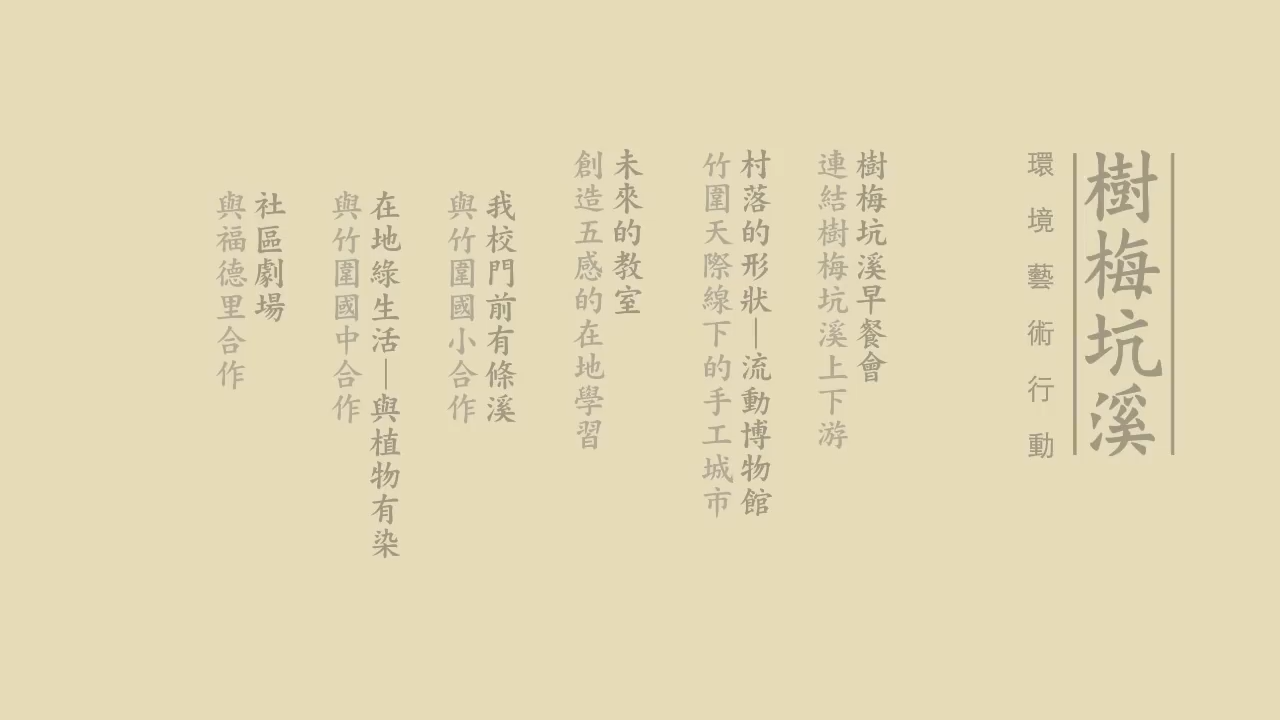 樹梅坑溪
環境藝術行動
樹梅坑溪早餐會
連結樹梅坑溪上下游
村落的形狀—流動博物館
竹圍天際線下的手工城市
未來的教室
創造五感的在地學習
我校門前有條溪
與竹圍國小合作
在地綠生活—與植物有染
與竹圍國中合作
社區劇場
與福德里合作